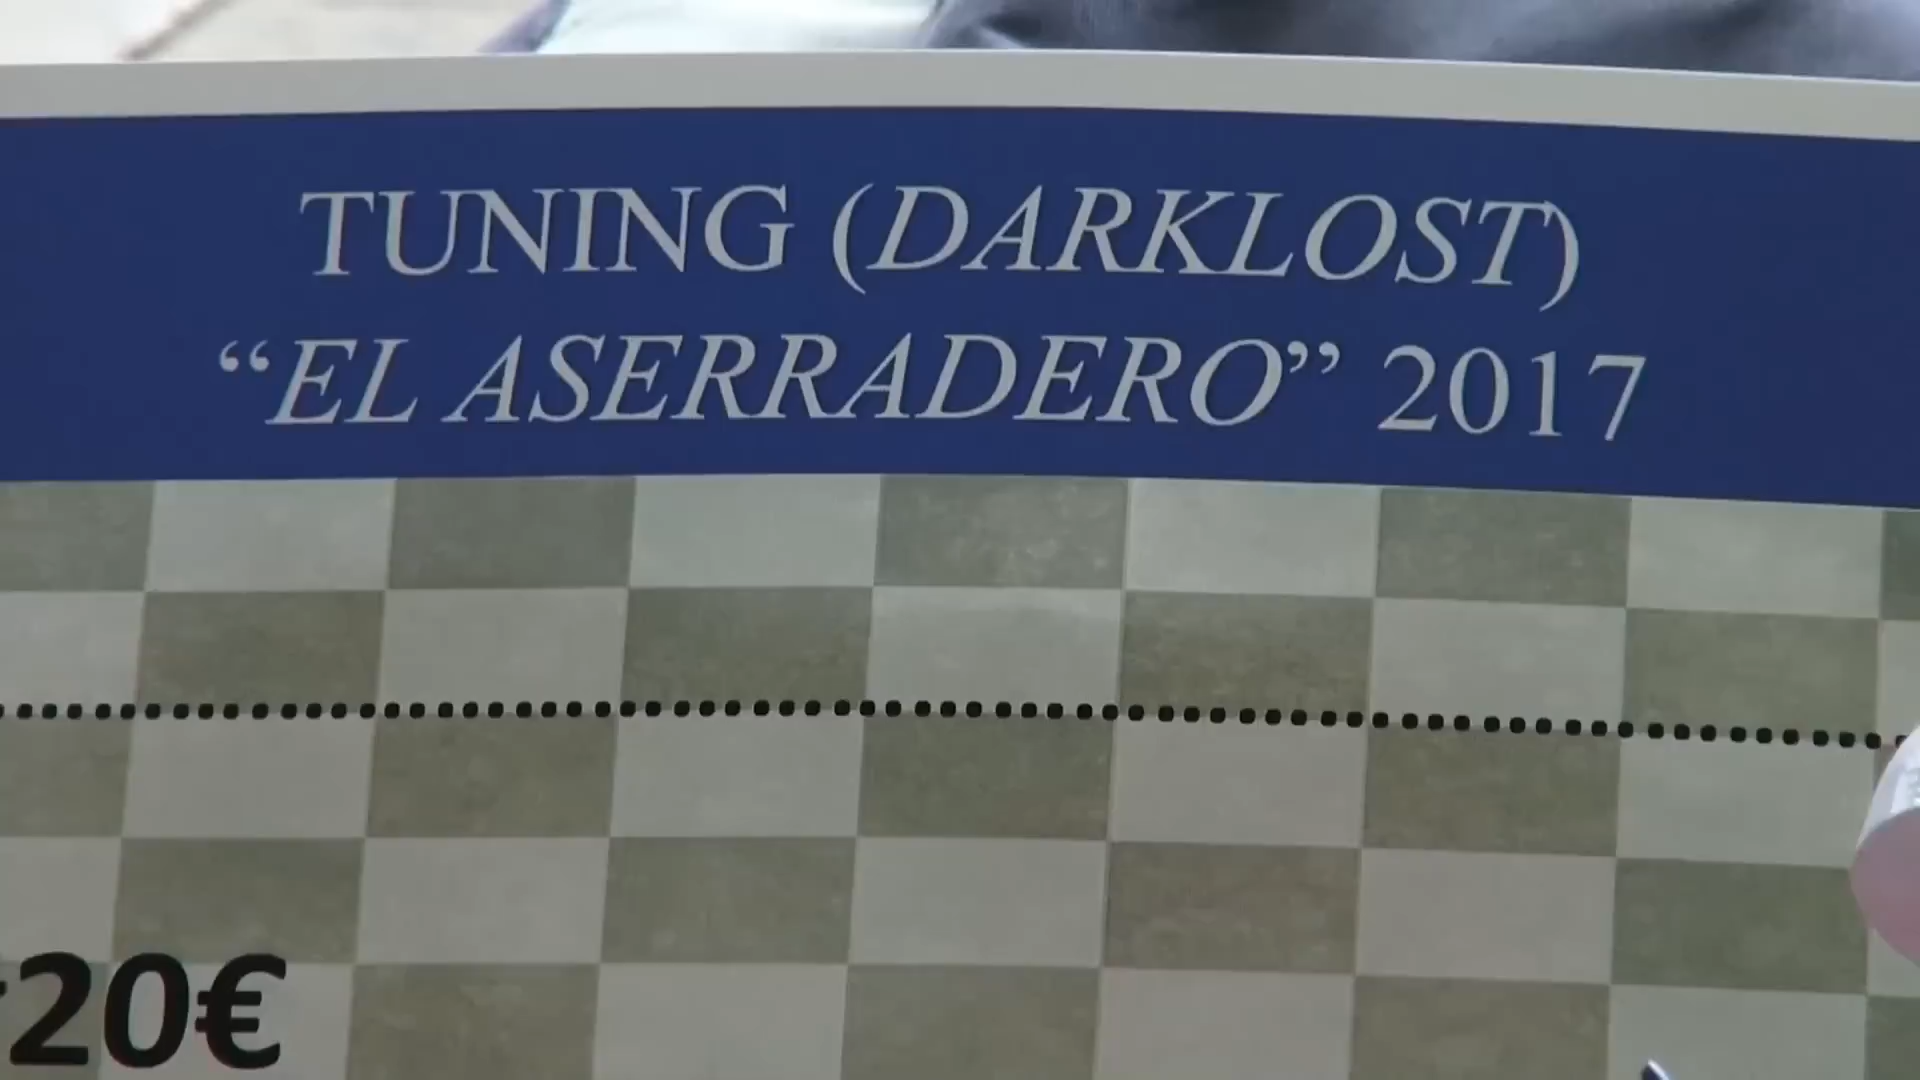 TUNING (DARKLOST)
“EL ASERRADERO” 2017
20€